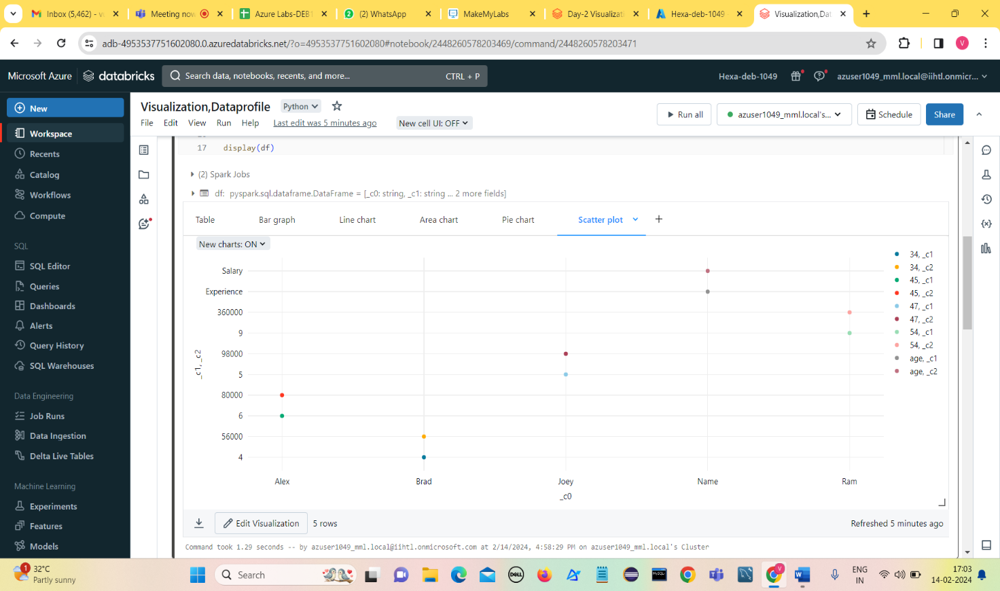 Inbox (5,462) - v
Meeting now
Azure Labs-DEB1
(2) WhatsApp
MakeMyLabs
Day-2 Visualizati
Hexa-deb-1049
Visualization,Dat
adb-4953537751602080.0.azuredatabricks.net/?o=4953537751602080#notebook/2448260578203469/command/2448260578203471
V
Microsoft Azure
databricks
Search data, notebooks, recents, and more...
CTRL + P
Hexa-deb-1049
azuser1049_mml.local@iihtl.onmicr...
New
Workspace
Recents
Catalog
Workflows
Compute
SQL
SQL Editor
Queries
Dashboards
Alerts
Query History
SQL Warehouses
Data Engineering
Job Runs
Data Ingestion
Delta Live Tables
Machine Learning
Experiments
Features
Models
Visualization,Dataprofile
Python
File Edit View Run Help Last edit was 5 minutes ago New cell UI: OFF
Run all
azuser1049_mml.local's...
Schedule
Share
17 display(df)
(2) Spark Jobs
df: pyspark.sql.dataframe.DataFrame = [_c0: string, _c1: string ... 2 more fields]
Table Bar graph Line chart Area chart Pie chart Scatter plot +
New charts: ON
Salary
Experience
360000
9
98000
5
80000
6
56000
4
_c1, _c2
Alex Brad Joey Name Ram
_c0
34, _c1
34, _c2
45, _c1
45, _c2
47, _c1
47, _c2
54, _c1
54, _c2
age, _c1
age, _c2
Edit Visualization
5 rows
Refreshed 5 minutes ago
Command took 1.29 seconds -- by azuser1049_mml.local@iihtl.onmicrosoft.com at 2/14/2024, 4:58:29 PM on azuser1049_mml.local's Cluster
1
32°C
Partly sunny
Search
DELL
MySQL
V
ENG
IN
17:03
14-02-2024